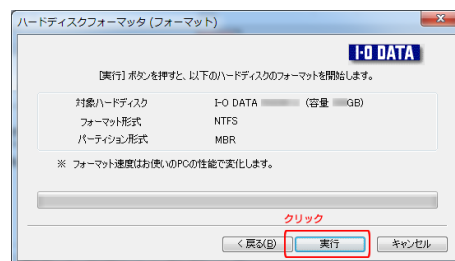 ハードディスクフォーマッタ (フォーマット)
I-O DATA
[実行] ボタンを押すと、以下のハードディスクのフォーマットを開始します。
対象ハードディスク I-O DATA (容量 GB)
フォーマット形式 NTFS
パーティション形式 MBR
※ フォーマット速度はお使いのPCの性能で変化します。
クリック
< 戻る(B) 実行 キャンセル